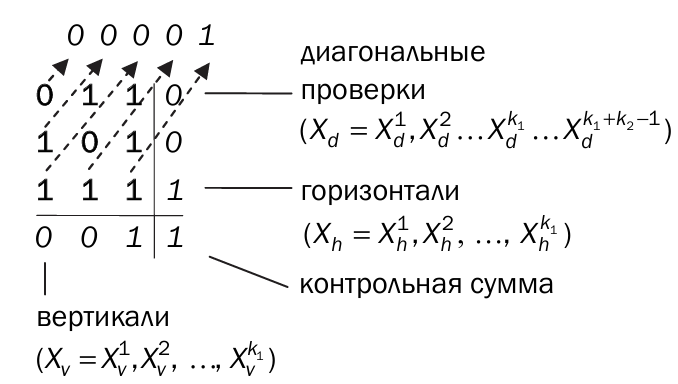 0 0 0 0 1
0 1 1 0
1 0 1 0
1 1 1 1
0 0 1 1
диагональные
проверки
(X_d = X_d^1, X_d^2 … X_d^{k_1} … X_d^{k_1+k_2−1})
горизонтали
(X_h = X_h^1, X_h^2, …, X_h^{k_1})
контрольная сумма
вертикали
(X_v = X_v^1, X_v^2, …, X_v^{k_1})